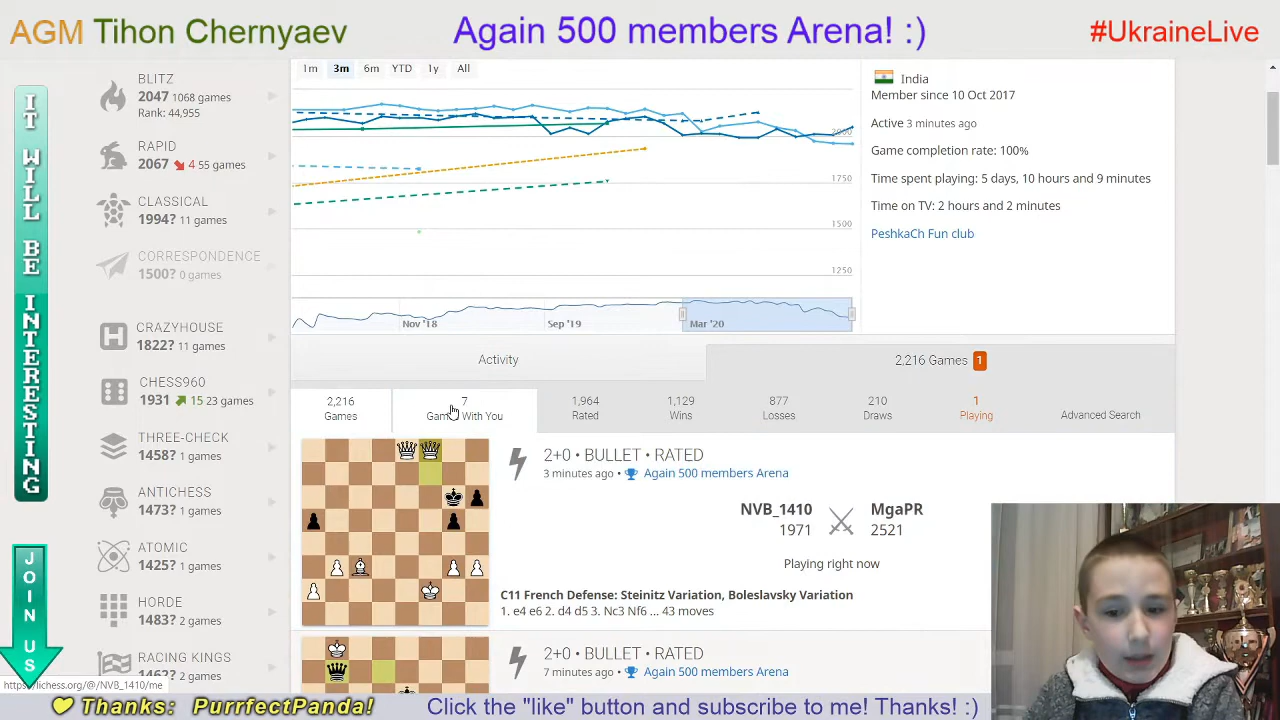 AGM Tihon Chernyaev
Again 500 members Arena! :)
#UkraineLive
IT WILL BE INTERESTING
JOIN US
BLITZ
2047 1068 games
Rank: 44,955
RAPID
2067 4 55 games
CLASSICAL
1994? 11 games
CORRESPONDENCE
1500? 0 games
CRAZYHOUSE
1822? 11 games
CHESS960
1931 15 23 games
THREE-CHECK
1458? 1 games
ANTICHESS
1473? 1 games
ATOMIC
1425? 1 games
HORDE
1483? 2 games
RACING KINGS
1462? 2 games
https://lichess.org/@/NVB_1410/me
1m 3m 6m YTD 1y All
2000
1750
1500
1250
Nov '18 Sep '19 Mar '20
India
Member since 10 Oct 2017
Active 3 minutes ago
Game completion rate: 100%
Time spent playing: 5 days, 10 hours and 9 minutes
Time on TV: 2 hours and 2 minutes
PeshkaCh Fun club
Activity
2,216 Games 1
2,216 Games
7 Games With You
1,964 Rated
1,129 Wins
877 Losses
210 Draws
1 Playing
Advanced Search
2+0 • BULLET • RATED
3 minutes ago • Again 500 members Arena
NVB_1410 MgaPR
1971 2521
Playing right now
C11 French Defense: Steinitz Variation, Boleslavsky Variation
1. e4 e6 2. d4 d5 3. Nc3 Nf6 ... 43 moves
2+0 • BULLET • RATED
7 minutes ago • Again 500 members Arena
Thanks: PurrfectPanda!
Click the "like" button and subscribe to me! Thanks! :)